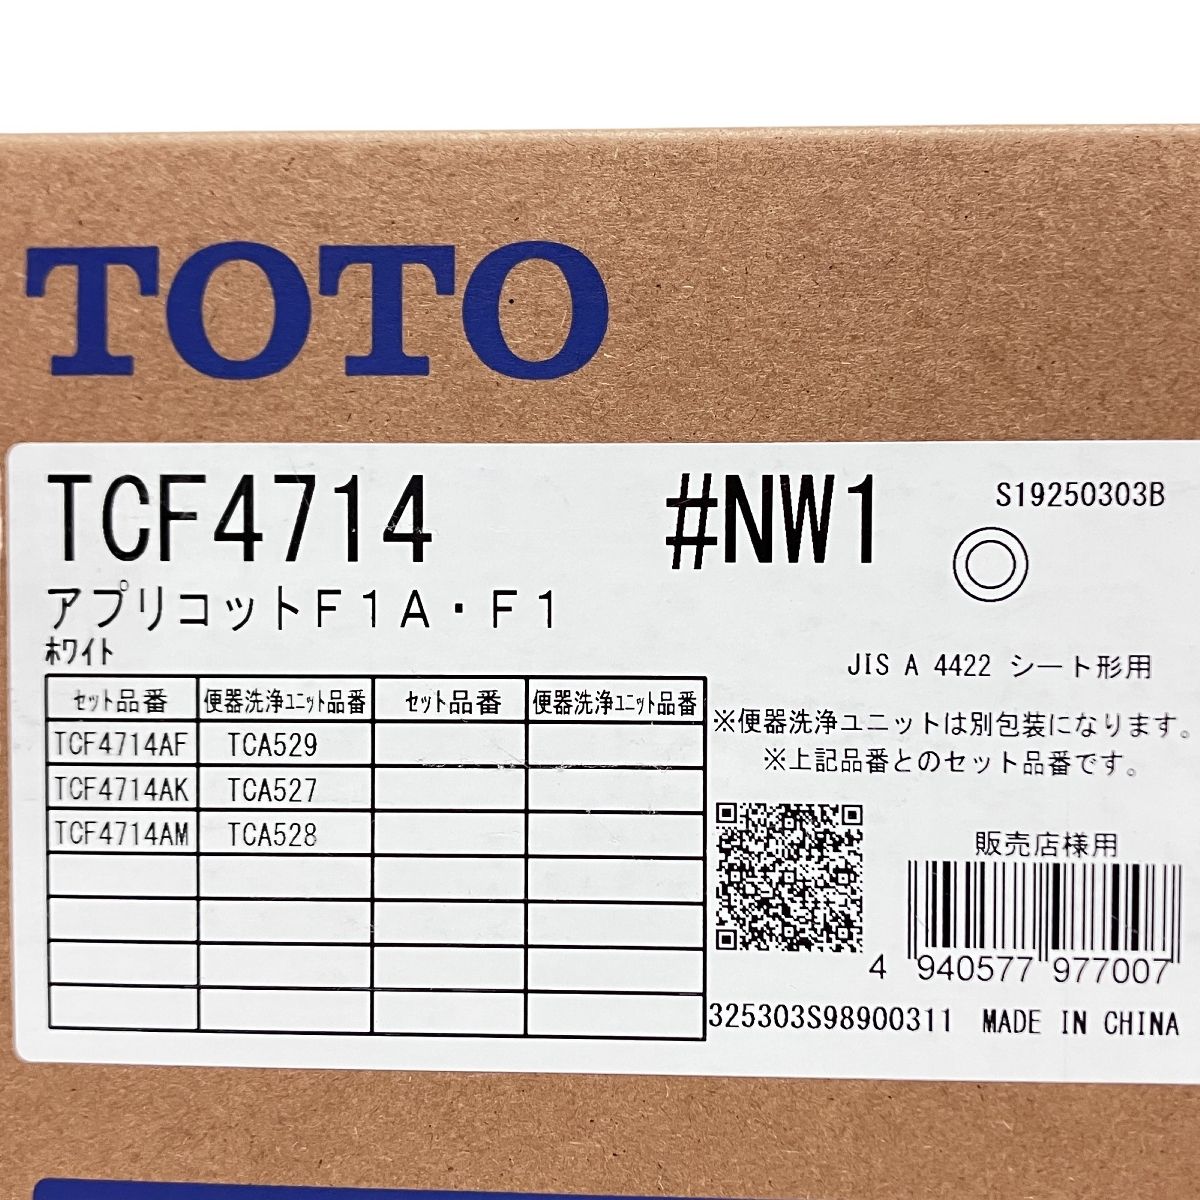 TOTO
TCF4714 #NW1 S19250303B
アプリコットF1A・F1
ホワイト
JIS A 4422 シート形用
セット品番 便器洗浄ユニット品番 セット品番 便器洗浄ユニット品番
TCF4714AF TCA529
TCF4714AK TCA527
TCF4714AM TCA528
※便器洗浄ユニットは別包装になります。
※上記品番とのセット品番です。
販売店様用
4 940577 977007
325303S98900311 MADE IN CHINA